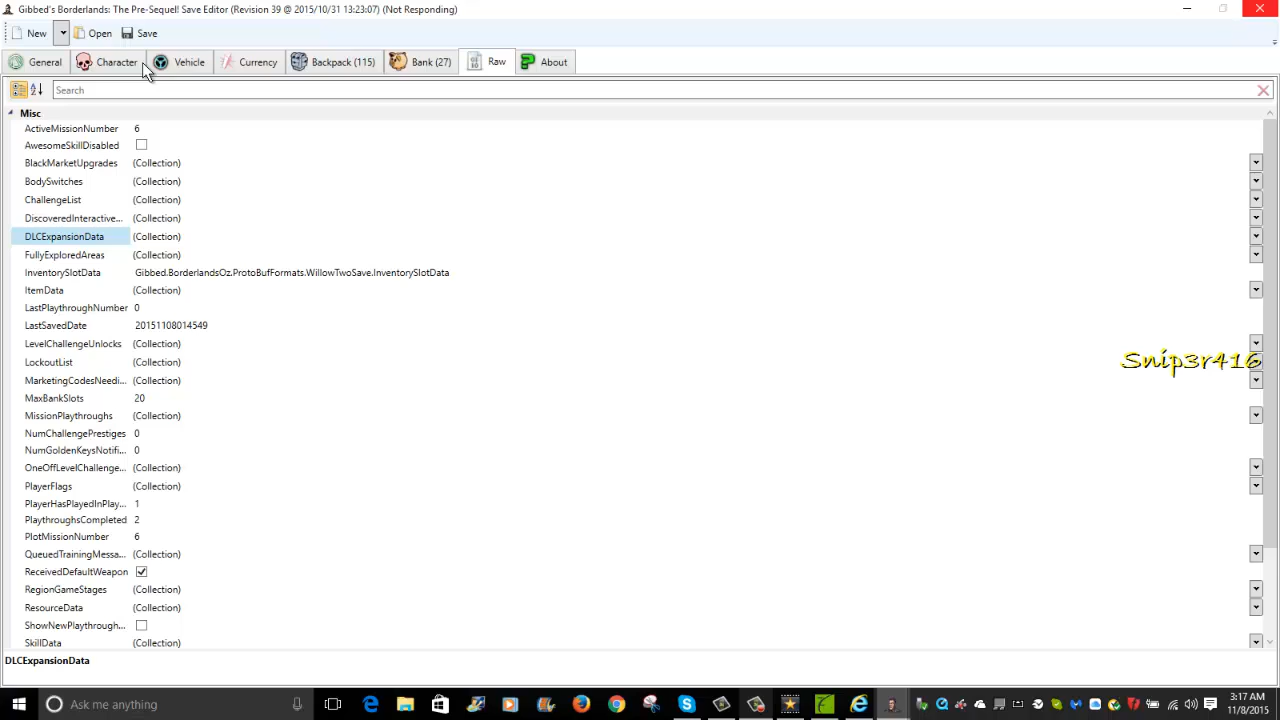 Gibbed's Borderlands: The Pre-Sequel! Save Editor (Revision 39 @ 2015/10/31 13:23:07) (Not Responding)
New Open Save
General Character Vehicle Currency Backpack (115) Bank (27) Raw About
Search
Misc
ActiveMissionNumber 6
AwesomeSkillDisabled
BlackMarketUpgrades (Collection)
BodySwitches (Collection)
ChallengeList (Collection)
DiscoveredInteractive... (Collection)
DLCExpansionData (Collection)
FullyExploredAreas (Collection)
InventorySlotData Gibbed.BorderlandsOz.ProtoBufFormats.WillowTwoSave.InventorySlotData
ItemData (Collection)
LastPlaythroughNumber 0
LastSavedDate 20151108014549
LevelChallengeUnlocks (Collection)
LockoutList (Collection)
Snip3r416
MarketingCodesNeedi... (Collection)
MaxBankSlots 20
MissionPlaythroughs (Collection)
NumChallengePrestiges 0
NumGoldenKeysNotifi... 0
OneOffLevelChallenge... (Collection)
PlayerFlags (Collection)
PlayerHasPlayedInPlay... 1
PlaythroughsCompleted 2
PlotMissionNumber 6
QueuedTrainingMessa... (Collection)
ReceivedDefaultWeapon
RegionGameStages (Collection)
ResourceData (Collection)
ShowNewPlaythrough...
SkillData (Collection)
DLCExpansionData
Ask me anything
3:17 AM
11/8/2015